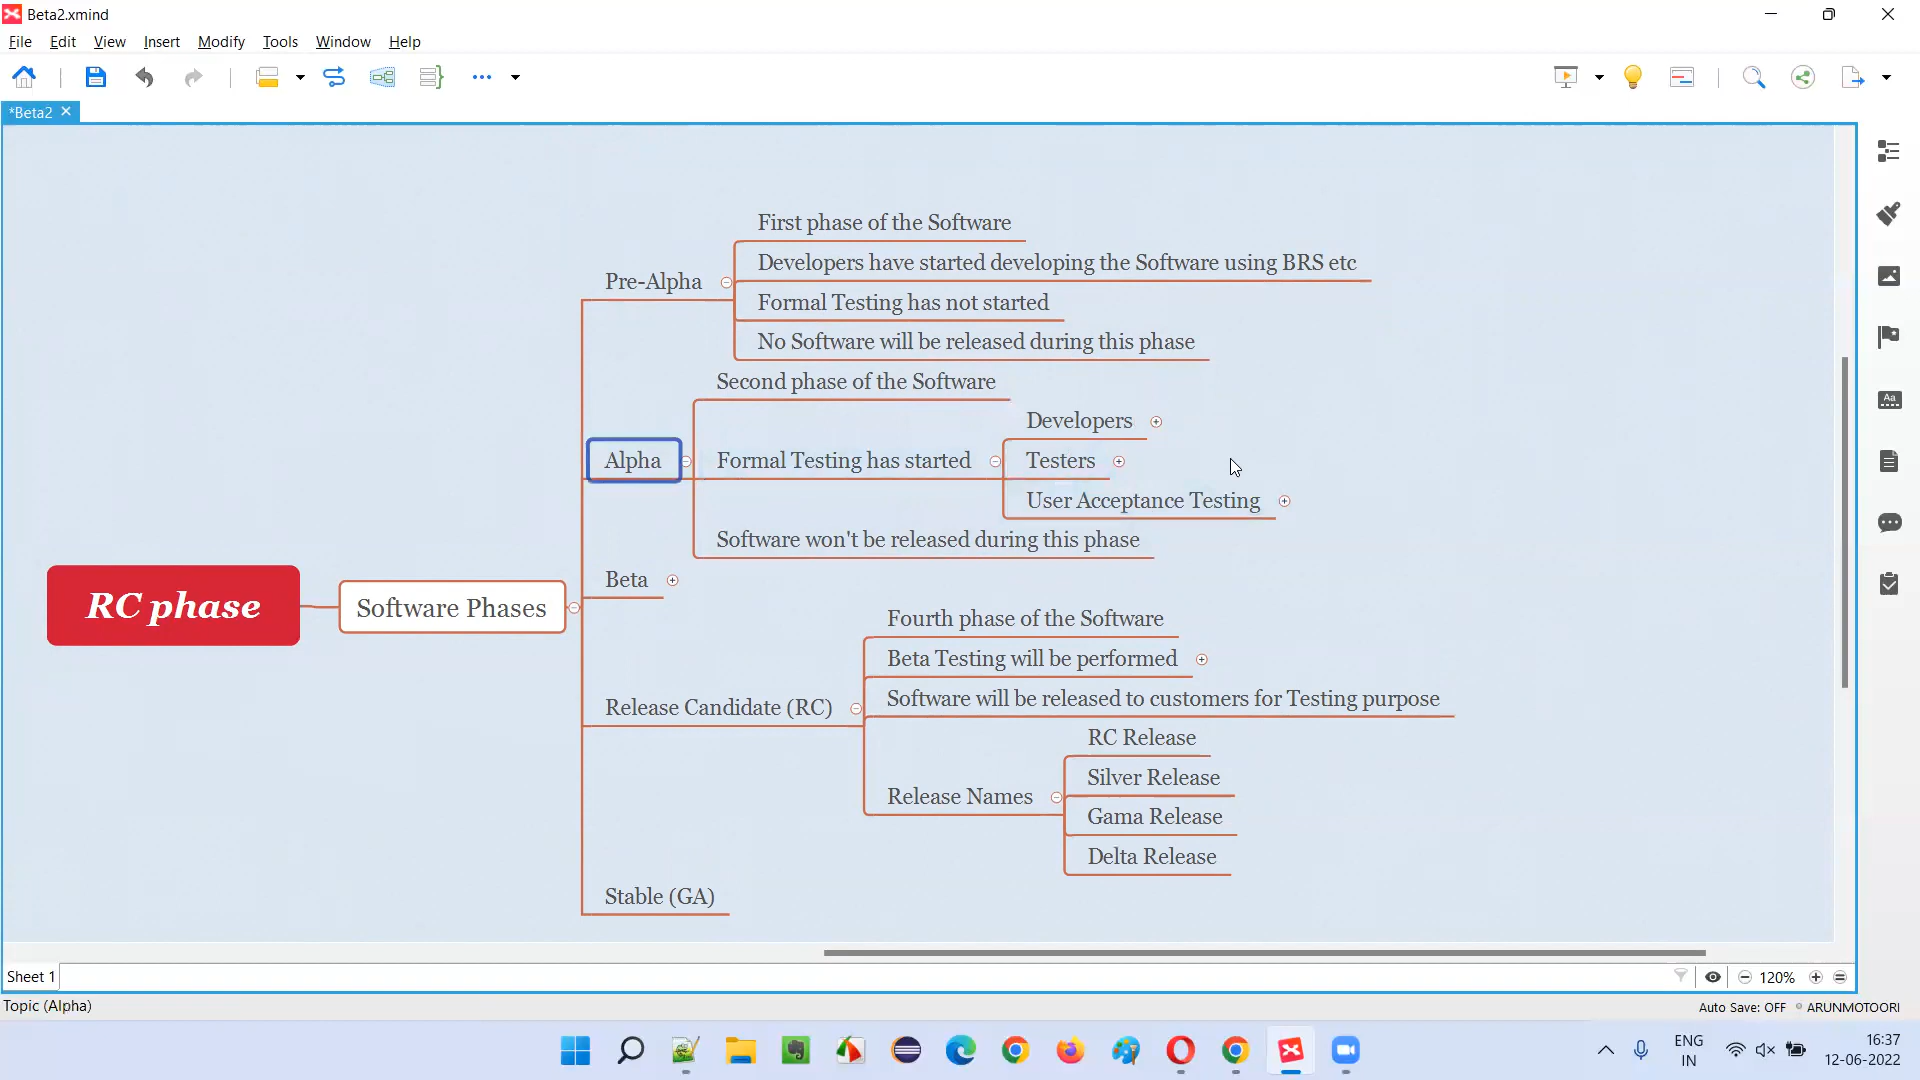 Beta2.xmind
File Edit View Insert Modify Tools Window Help
*Beta2
First phase of the Software
Developers have started developing the Software using BRS etc
Pre-Alpha
Formal Testing has not started
No Software will be released during this phase
Second phase of the Software
Developers
Alpha
Formal Testing has started
Testers
User Acceptance Testing
Software won't be released during this phase
Beta
RC phase
Software Phases
Fourth phase of the Software
Beta Testing will be performed
Software will be released to customers for Testing purpose
Release Candidate (RC)
RC Release
Silver Release
Release Names
Gama Release
Delta Release
Stable (GA)
Sheet 1
120%
Topic (Alpha)
Auto Save: OFF
ARUNMOTOORI
ENG
IN
16:37
12-06-2022